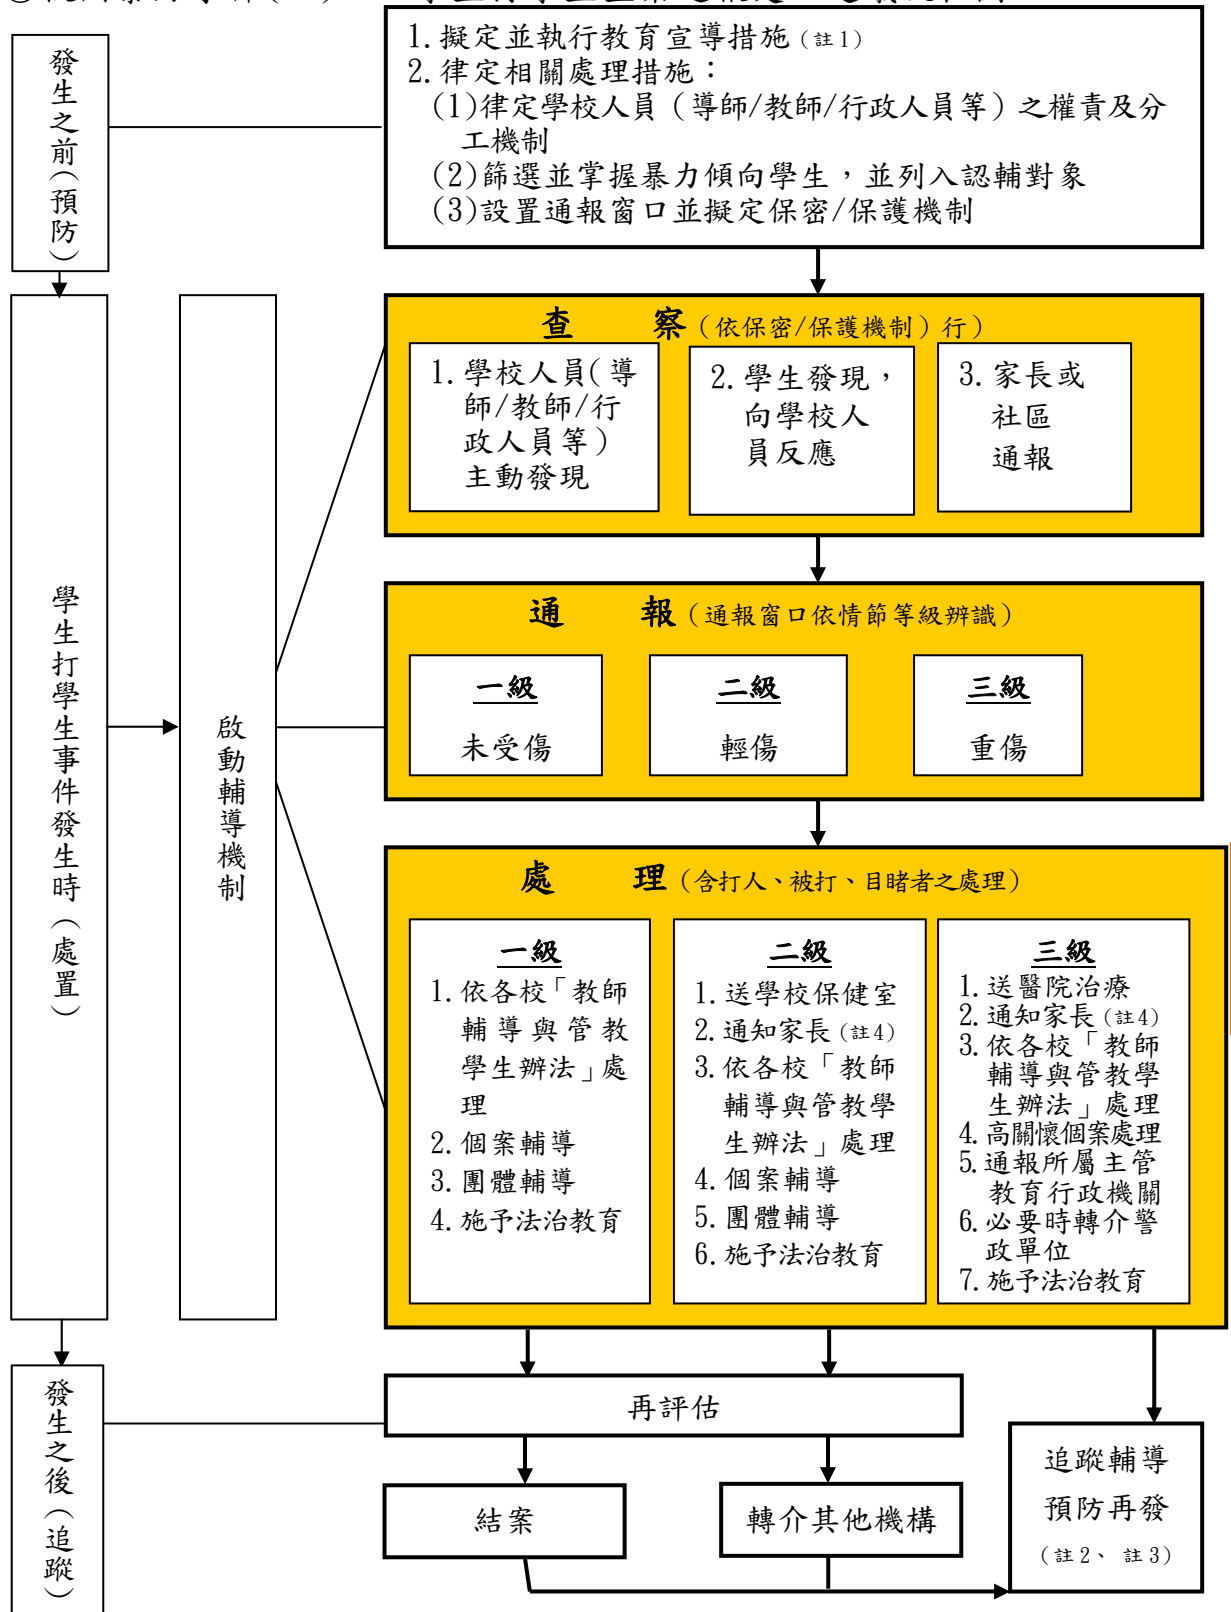 1.擬定並執行教育宣導措施(註1)
2.律定相關處理措施：
(1)律定學校人員（導師/教師/行政人員等）之權責及分
工機制
(2)篩選並掌握暴力傾向學生，並列入認輔對象
(3)設置通報窗口並擬定保密/保護機制
發生之前(預防)
查 察(依保密/保護機制)行)
1.學校人員(導
師/教師/行
政人員等)
主動發現
2.學生發現，
向學校人
員反應
3.家長或
社區
通報
學生打學生事件發生時(處置)
啟動輔導機制
通 報(通報窗口依情節等級辨識)
一級
未受傷
二級
輕傷
三級
重傷
處 理(含打人、被打、目睹者之處理)
一級
1.依各校「教師
輔導與管教
學生辦法」處
理
2.個案輔導
3.團體輔導
4.施予法治教育
二級
1.送學校保健室
2.通知家長(註4)
3.依各校「教師
輔導與管教學
生辦法」處理
4.個案輔導
5.團體輔導
6.施予法治教育
三級
1.送醫院治療
2.通知家長(註4)
3.依各校「教師
輔導與管教學
生辦法」處理
4.高關懷個案處理
5.通報所屬主管
教育行政機關
6.必要時轉介警
政單位
7.施予法治教育
發生之後(追蹤)
再評估
結案
轉介其他機構
追蹤輔導
預防再發
(註2、註3)